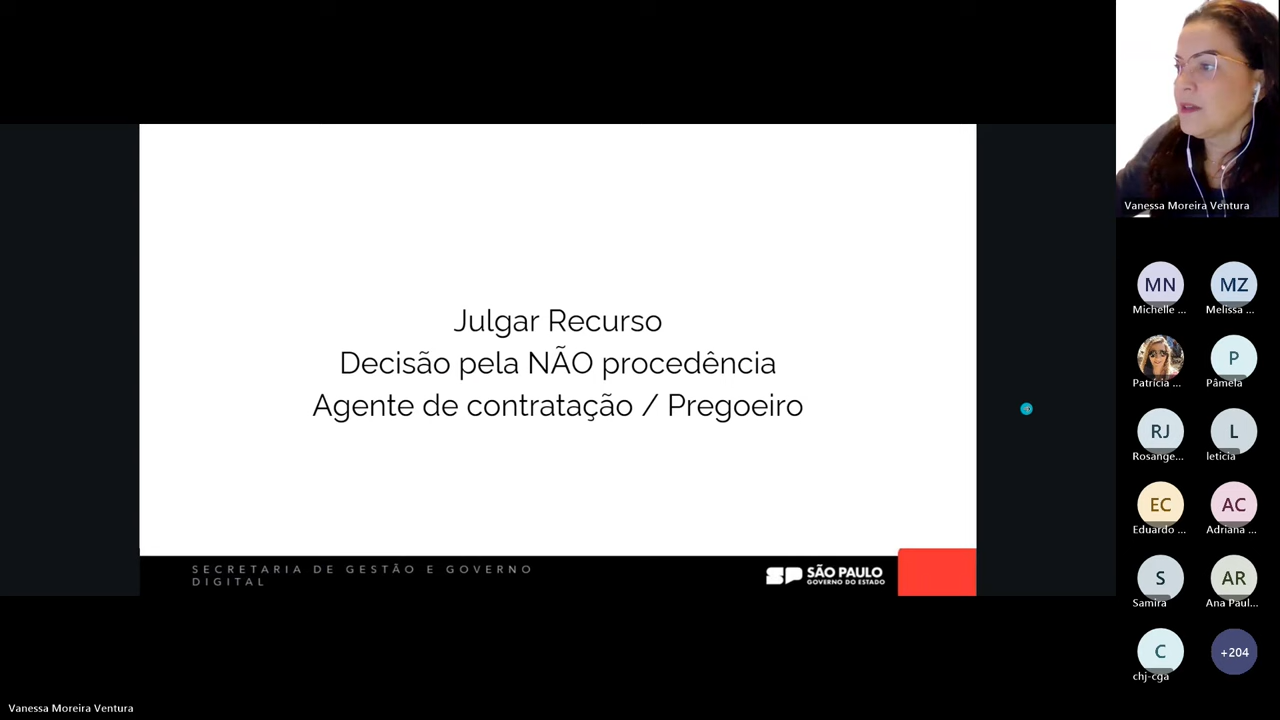 Julgar Recurso
Decisão pela NÃO procedência
Agente de contratação / Pregoeiro
SECRETARIA DE GESTÃO E GOVERNO
DIGITAL
SP SÃO PAULO
GOVERNO DO ESTADO
Vanessa Moreira Ventura
MN
MZ
Michelle ...
Melissa ...
P
Patrícia ...
Pâmela
RJ
L
Rosange...
leticia
EC
AC
Eduardo ...
Adriana ...
S
AR
Samira
Ana Paul...
C
+204
chj-cga
Vanessa Moreira Ventura